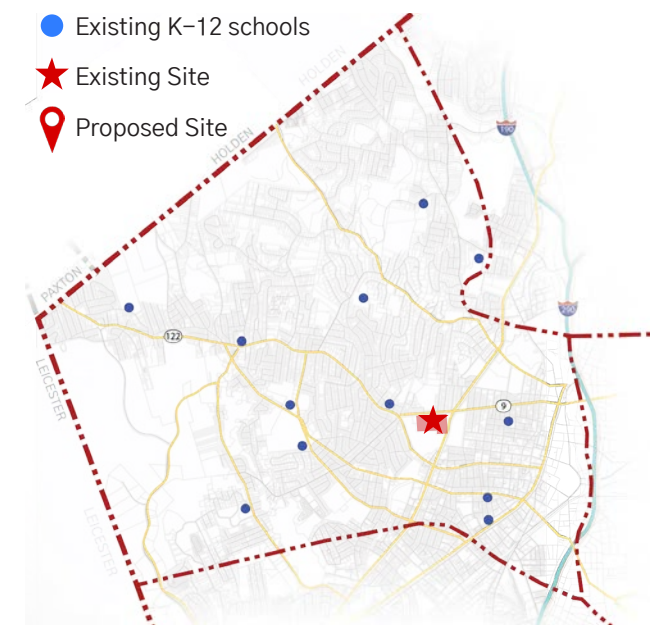 Existing K-12 schools
Existing Site
Proposed Site
HOLDEN
HOLDEN
190
PAXTON
290
122
LEICESTER
9
LEICESTER